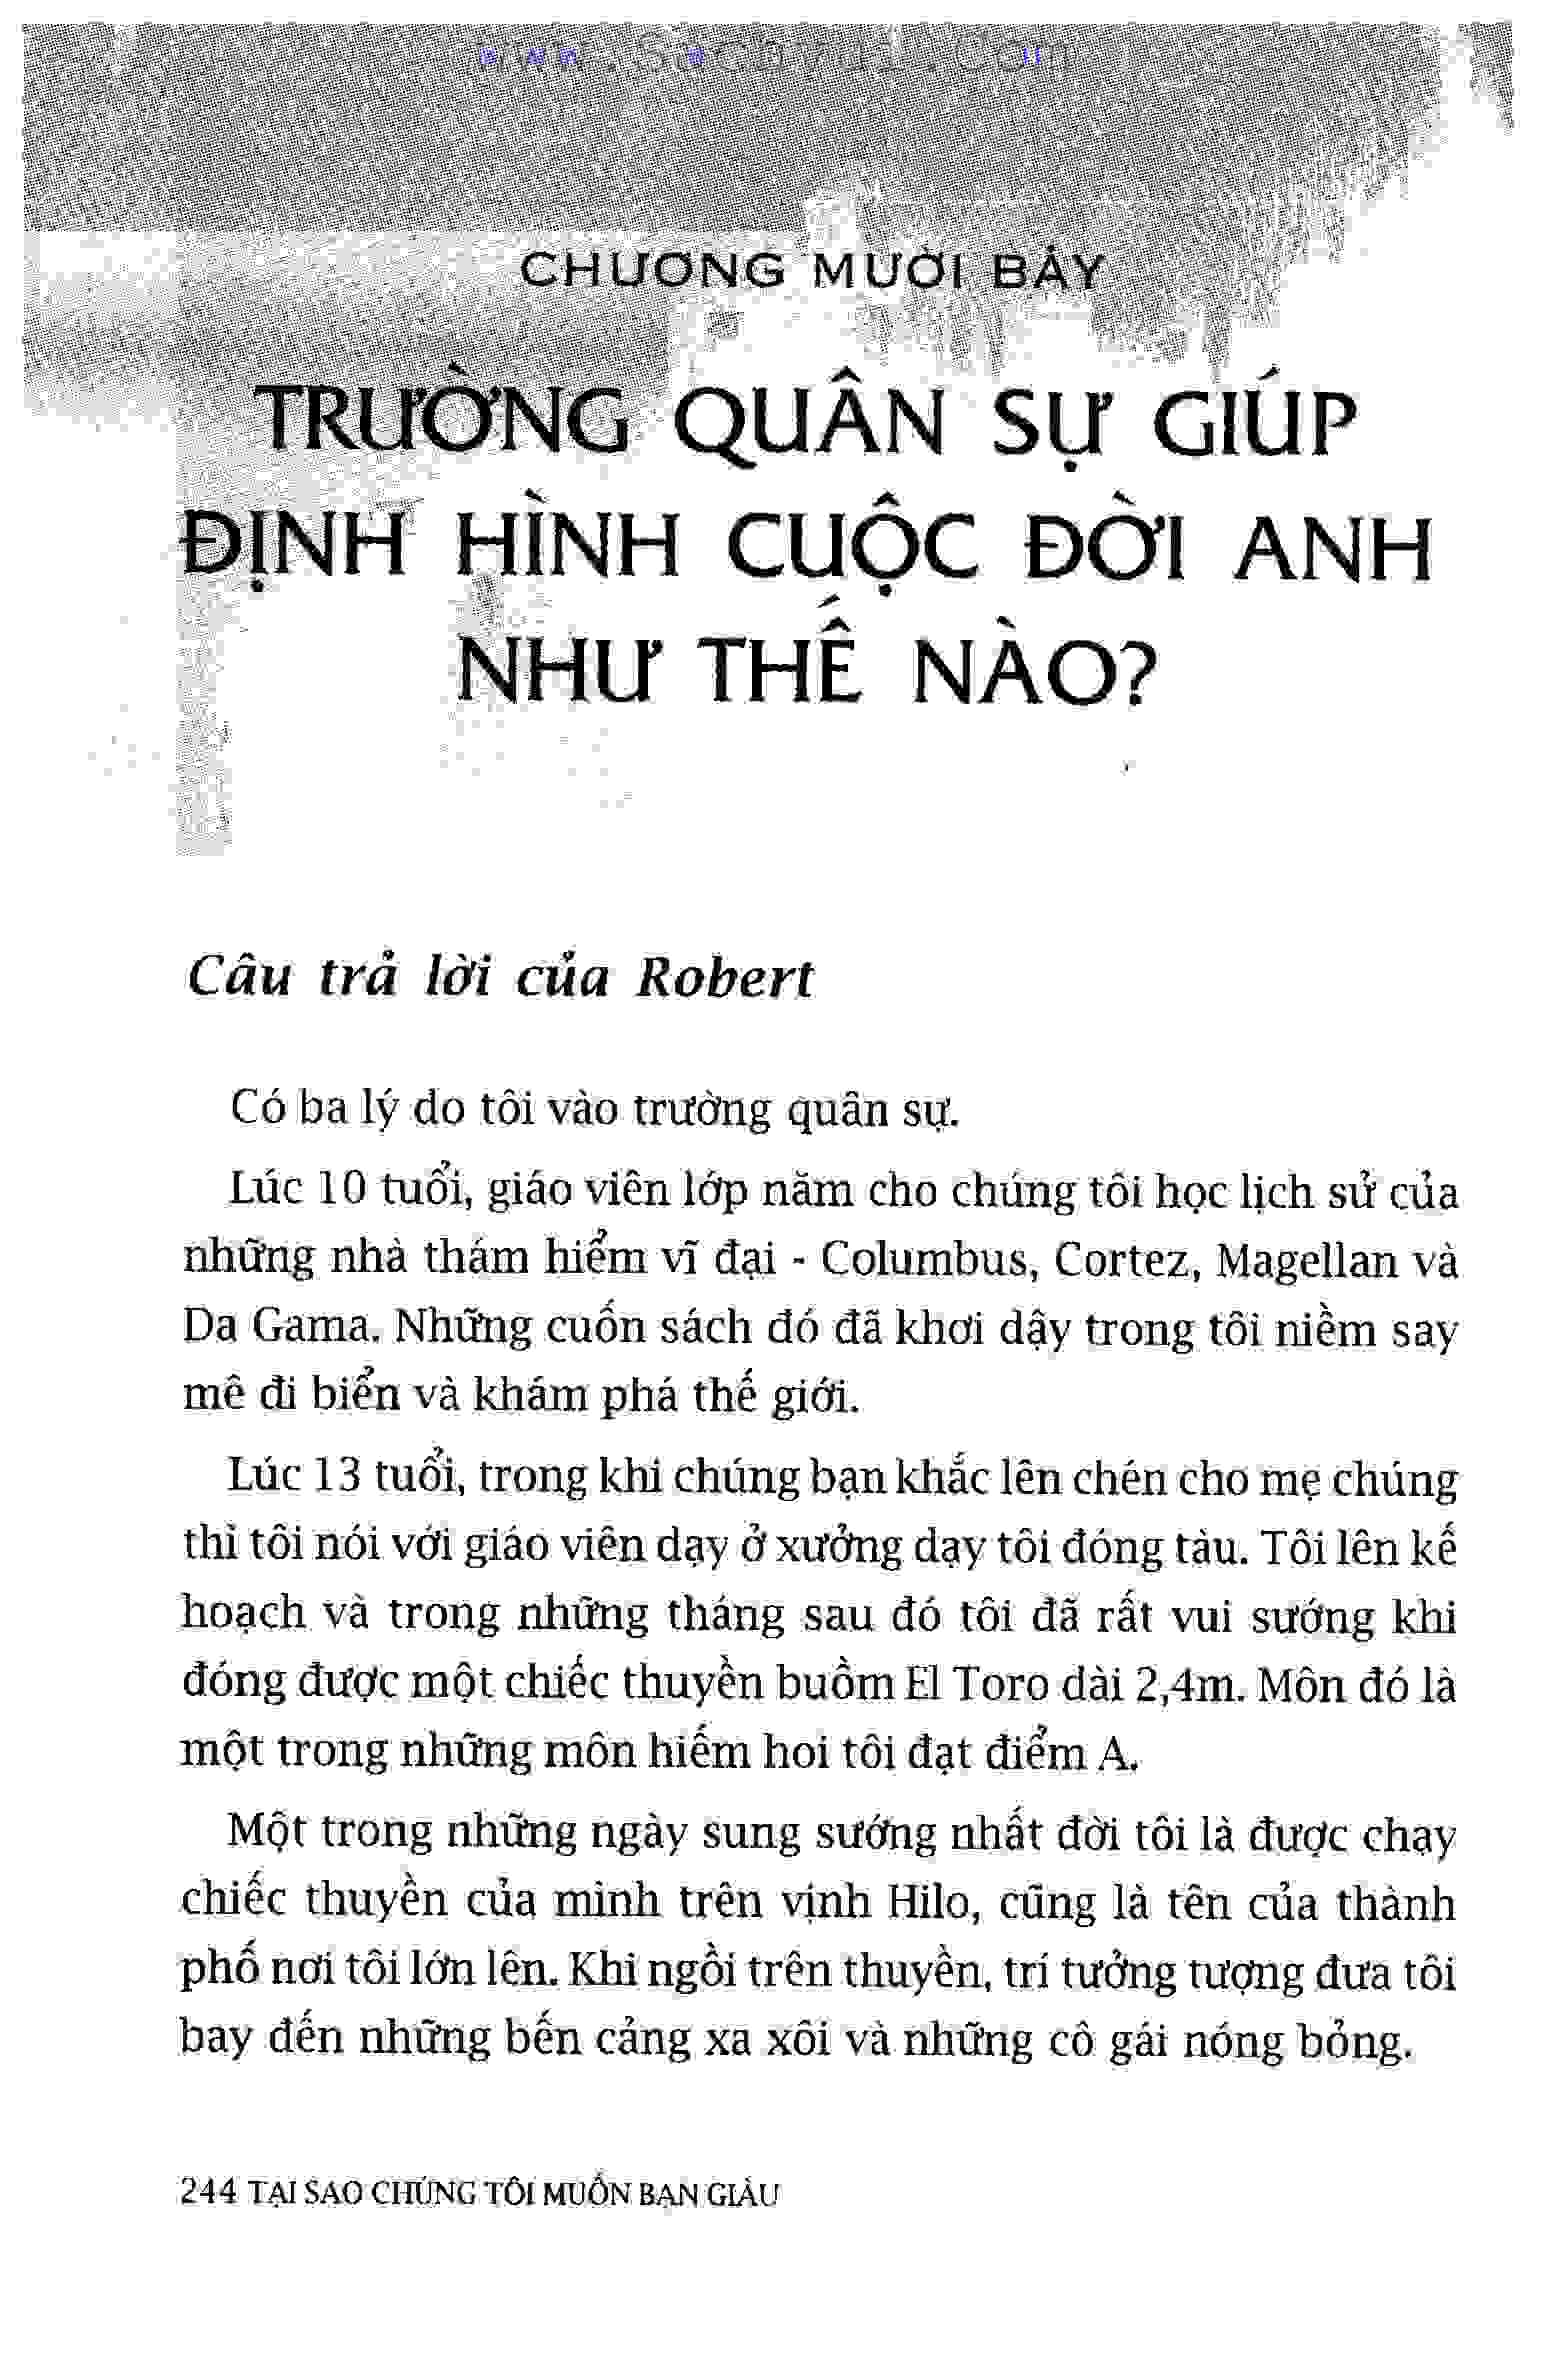 www.Sachvui.Com
CHƯƠNG MƯỜI BẢY
TRƯỜNG QUÂN SỰ GIÚP
ĐỊNH HÌNH CUỘC ĐỜI ANH
NHƯ THẾ NÀO?
Câu trả lời của Robert
Có ba lý do tôi vào trường quân sự.
Lúc 10 tuổi, giáo viên lớp năm cho chúng tôi học lịch sử của
những nhà thám hiểm vĩ đại - Columbus, Cortez, Magellan và
Da Gama. Những cuốn sách đó đã khơi dậy trong tôi niềm say
mê đi biển và khám phá thế giới.
Lúc 13 tuổi, trong khi chúng bạn khắc lên chén cho mẹ chúng
thì tôi nói với giáo viên dạy ở xưởng dạy tôi đóng tàu. Tôi lên kế
hoạch và trong những tháng sau đó tôi đã rất vui sướng khi
đóng được một chiếc thuyền buồm El Toro dài 2,4m. Môn đó là
một trong những môn hiếm hoi tôi đạt điểm A.
Một trong những ngày sung sướng nhất đời tôi là được chạy
chiếc thuyền của mình trên vịnh Hilo, cũng là tên của thành
phố nơi tôi lớn lên. Khi ngồi trên thuyền, trí tưởng tượng đưa tôi
bay đến những bến cảng xa xôi và những cô gái nóng bỏng.
244 TẠI SAO CHÚNG TÔI MUỐN BẠN GIÀU